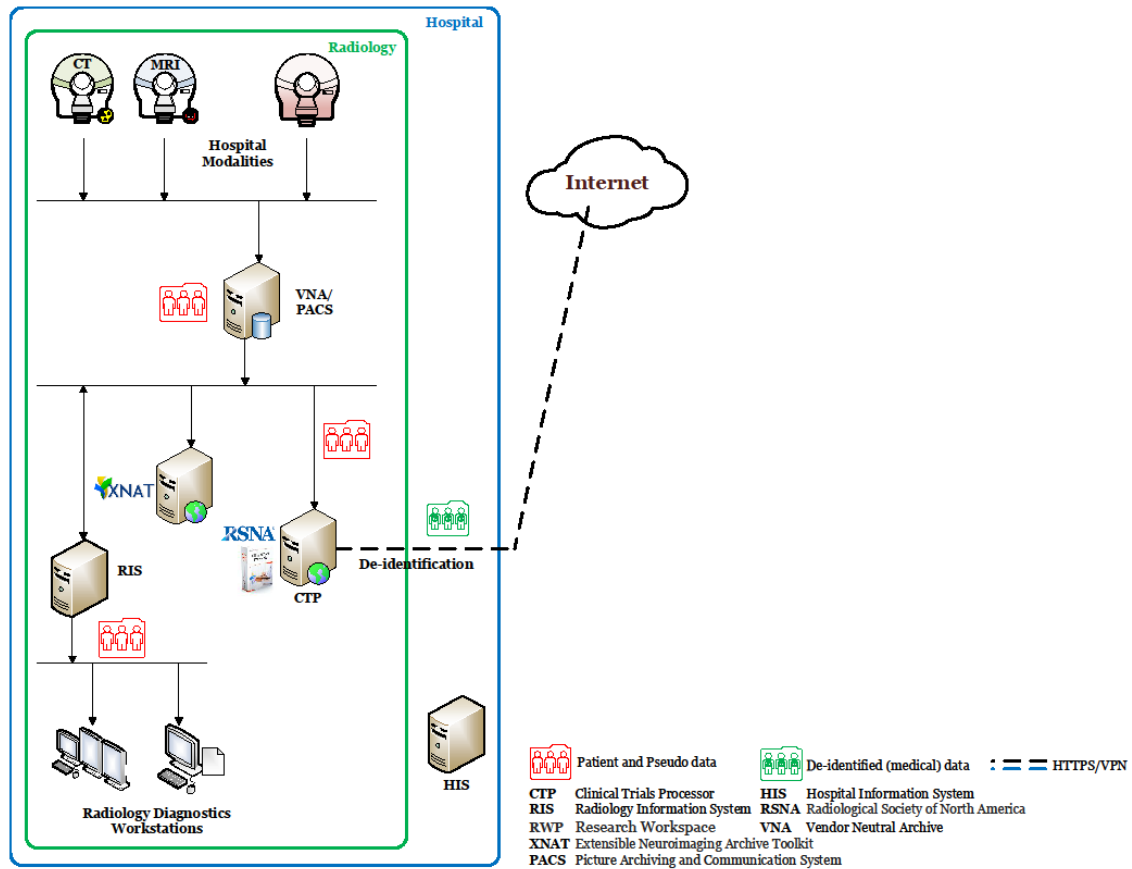 Hospital
Radiology
CT
MRI
Hospital
Modalities
Internet
VNA/
PACS
XNAT
RSNA
De-identification
RIS
CTP
HIS
Radiology Diagnostics
Workstations
Patient and Pseudo data
De-identified (medical) data
HTTPS/VPN
CTP Clinical Trials Processor
HIS Hospital Information System
RIS Radiology Information System
RSNA Radiological Society of North America
RWP Research Workspace
VNA Vendor Neutral Archive
XNAT Extensible Neuroimaging Archive Toolkit
PACS Picture Archiving and Communication System